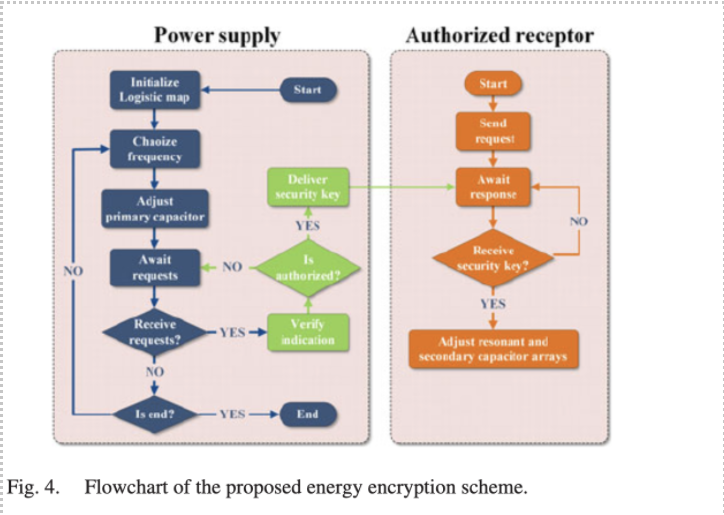 Power supply
Authorized receptor
Initialize
Logistic map
Start
Chaoize
frequency
Adjust
primary capacitor
Await
requests
Receive
requests?
Is end?
End
NO
NO
YES
YES
Verify
indication
Is
authorized?
NO
YES
Deliver
security key
Start
Send
request
Await
response
Receive
security key?
NO
YES
Adjust resonant and
secondary capacitor arrays
Fig. 4. Flowchart of the proposed energy encryption scheme.